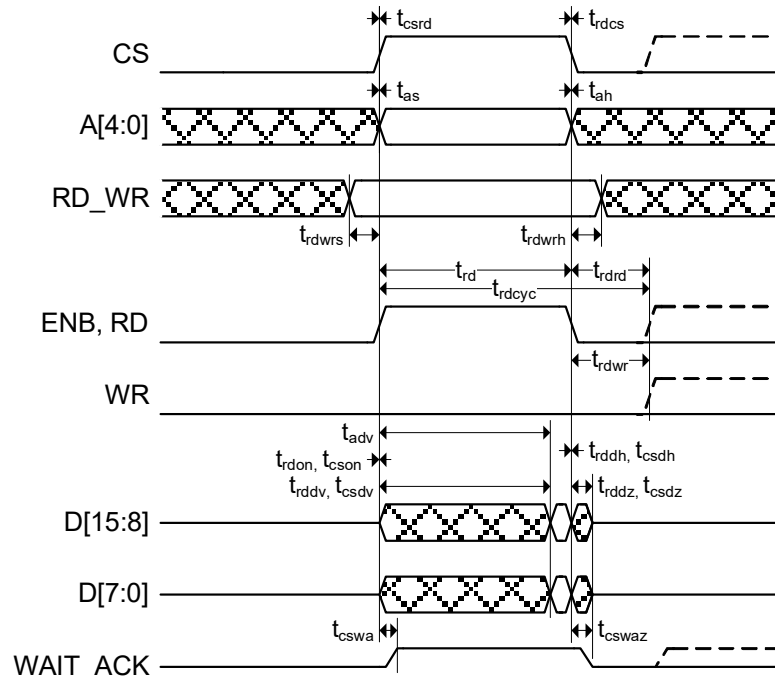 t_csrd t_rdcs
CS
t_as t_ah
A[4:0]
RD_WR
t_rdwrs t_rdwrh
t_rd t_rdrd
t_rdcyc
ENB, RD
t_rdwr
WR
t_adv
t_rdon, t_cson t_rddh, t_csdh
t_rddv, t_csdv t_rddz, t_csdz
D[15:8]
D[7:0]
t_cswa t_cswaz
WAIT_ACK